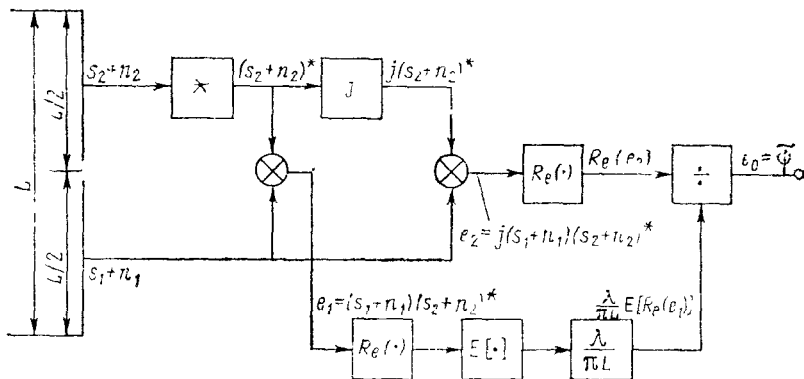 L
L/2
L/2
s₂+n₂
*
(s₂+n₂)*
J
j(s₂+n₂)*
Re(·)
Re(e₂)
÷
ε₀=ψ̃
e₂=j(s₁+n₁)(s₂+n₂)*
s₁+n₁
e₁=(s₁+n₁)(s₂+n₂)*
λ/πL E[Re(e₁)]
Re(·)
E[·]
λ/πL